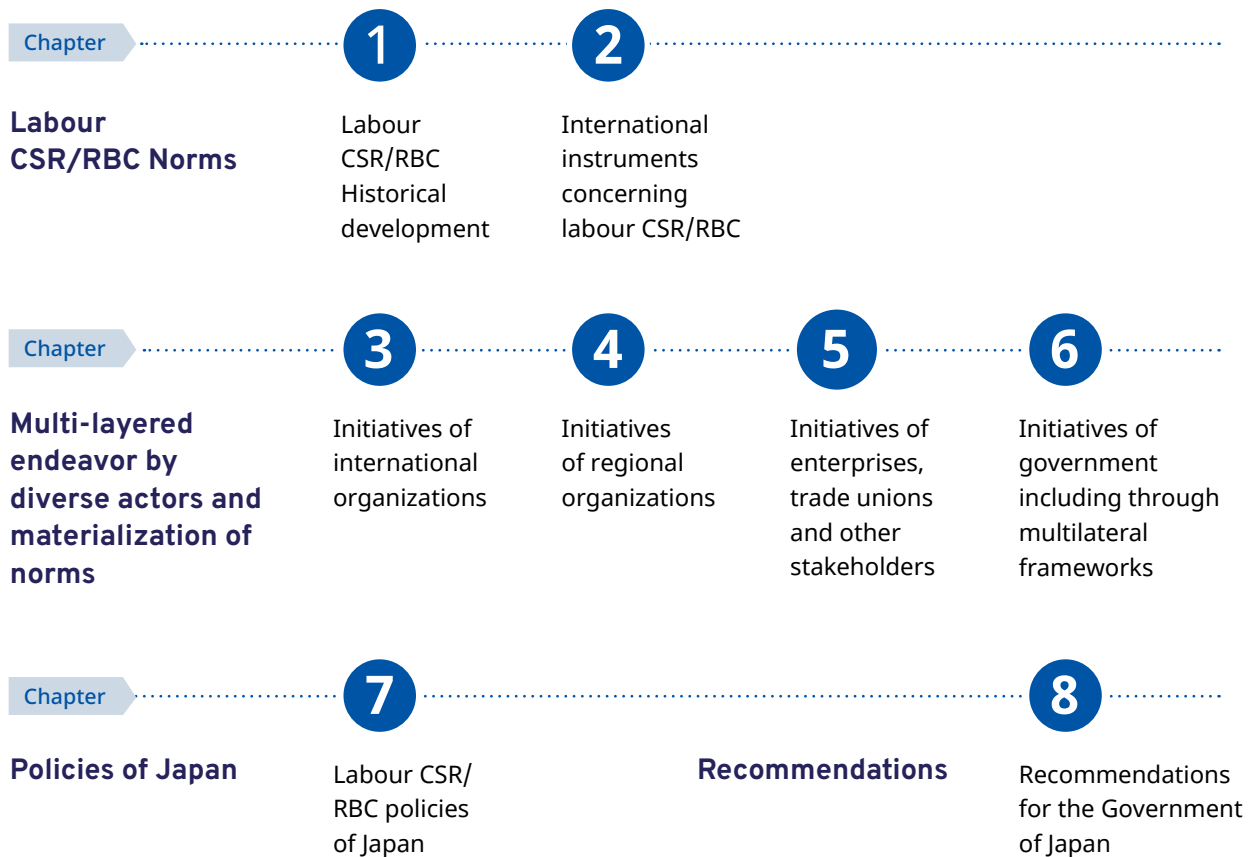 Chapter
1
2
Labour
CSR/RBC Norms
Labour
CSR/RBC
Historical
development
International
instruments
concerning
labour CSR/RBC
Chapter
3
4
5
6
Multi-layered
endeavor by
diverse actors and
materialization of
norms
Initiatives of
international
organizations
Initiatives
of regional
organizations
Initiatives of
enterprises,
trade unions
and other
stakeholders
Initiatives of
government
including through
multilateral
frameworks
Chapter
7
8
Policies of Japan
Labour CSR/
RBC policies
of Japan
Recommendations
Recommendations
for the Government
of Japan